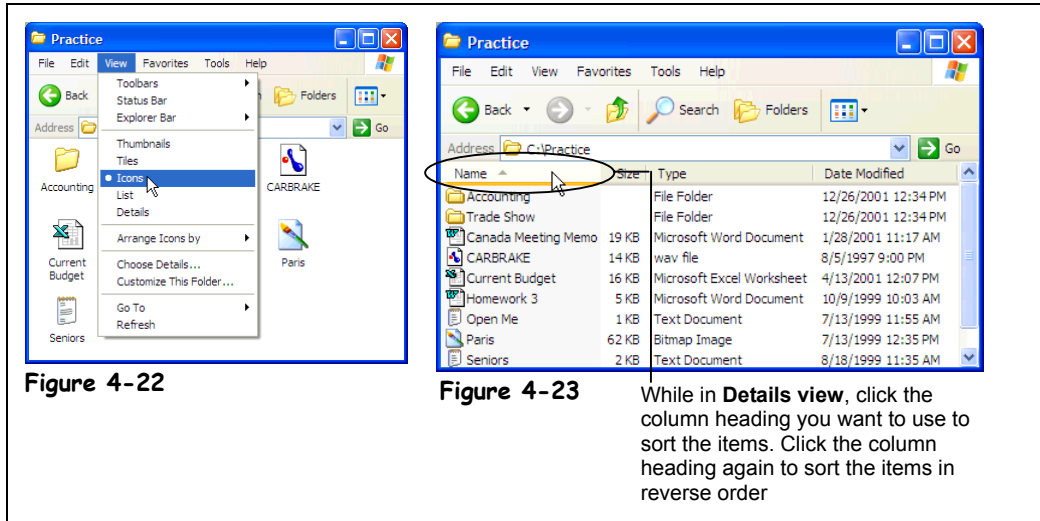 Practice
File Edit View Favorites Tools Help
Back Folders
Address Go
Toolbars
Status Bar
Explorer Bar
Thumbnails
Tiles
Icons
List
Details
Arrange Icons by
Choose Details...
Customize This Folder...
Go To
Refresh
Accounting
CARBRAKE
Current
Budget
Paris
Seniors
Figure 4-22
Practice
File Edit View Favorites Tools Help
Back Search Folders
Address C:\Practice Go
Name Size Type Date Modified
Accounting File Folder 12/26/2001 12:34 PM
Trade Show File Folder 12/26/2001 12:34 PM
Canada Meeting Memo 19 KB Microsoft Word Document 1/28/2001 11:17 AM
CARBRAKE 14 KB wav file 8/5/1997 9:00 PM
Current Budget 16 KB Microsoft Excel Worksheet 4/13/2001 12:07 PM
Homework 3 5 KB Microsoft Word Document 10/9/1999 10:03 AM
Open Me 1 KB Text Document 7/13/1999 11:55 AM
Paris 62 KB Bitmap Image 7/13/1999 12:35 PM
Seniors 2 KB Text Document 8/18/1999 11:35 AM
Figure 4-23
While in Details view, click the
column heading you want to use to
sort the items. Click the column
heading again to sort the items in
reverse order